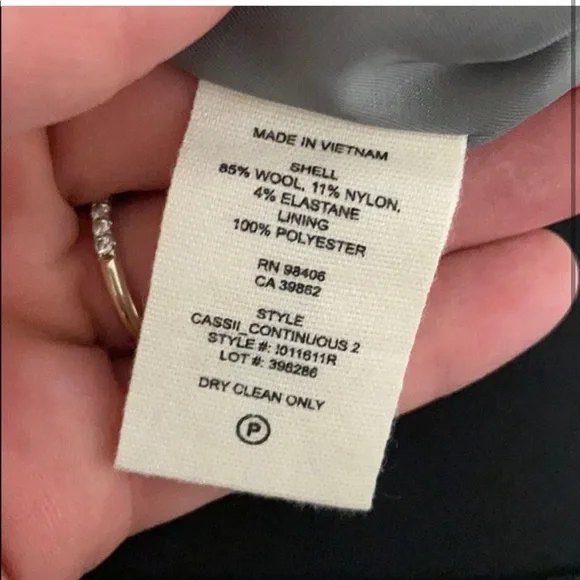 MADE IN VIETNAM
SHELL
85% WOOL, 11% NYLON,
4% ELASTANE
LINING
100% POLYESTER
RN 98406
CA 39862
STYLE
CASSII_CONTINUOUS 2
STYLE #: I011611R
LOT #: 396286
DRY CLEAN ONLY
P